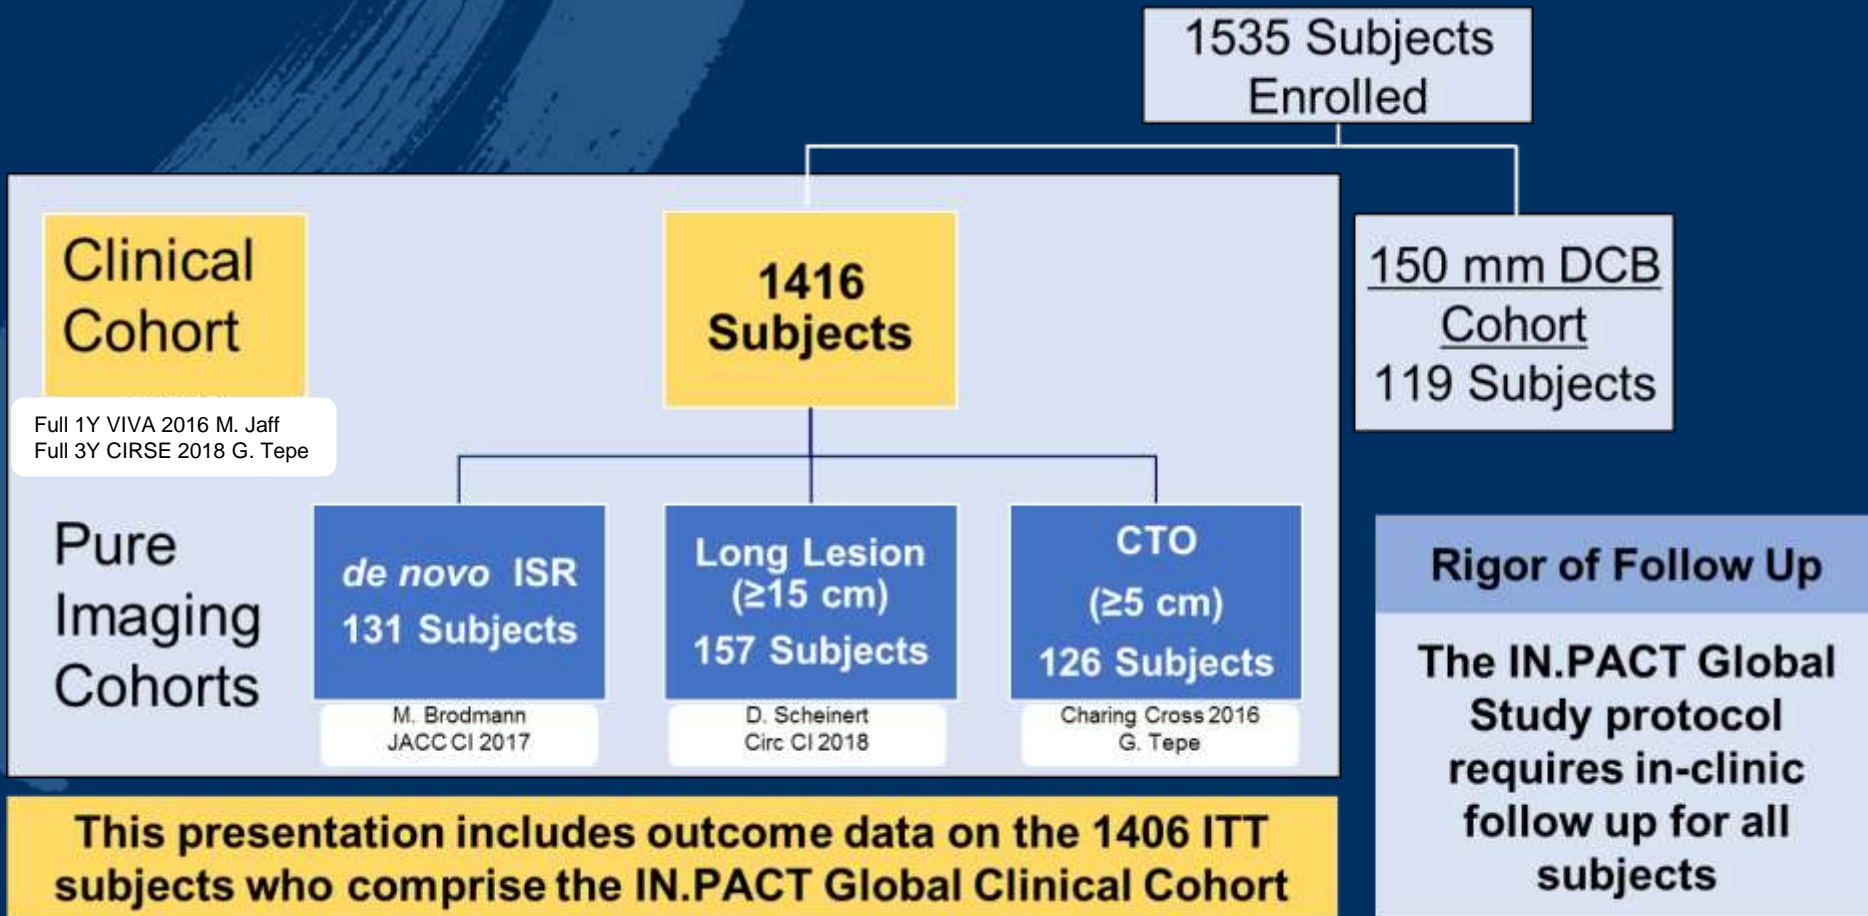 1535 Subjects
Enrolled
Clinical
Cohort
1416
Subjects
150 mm DCB
Cohort
119 Subjects
Full 1Y VIVA 2016 M. Jaff
Full 3Y CIRSE 2018 G. Tepe
Pure
Imaging
Cohorts
de novo ISR
131 Subjects
M. Brodmann
JACC CI 2017
Long Lesion
(≥15 cm)
157 Subjects
D. Scheinert
Circ CI 2018
CTO
(≥5 cm)
126 Subjects
Charing Cross 2016
G. Tepe
Rigor of Follow Up
The IN.PACT Global
Study protocol
requires in-clinic
follow up for all
subjects
This presentation includes outcome data on the 1406 ITT
subjects who comprise the IN.PACT Global Clinical Cohort